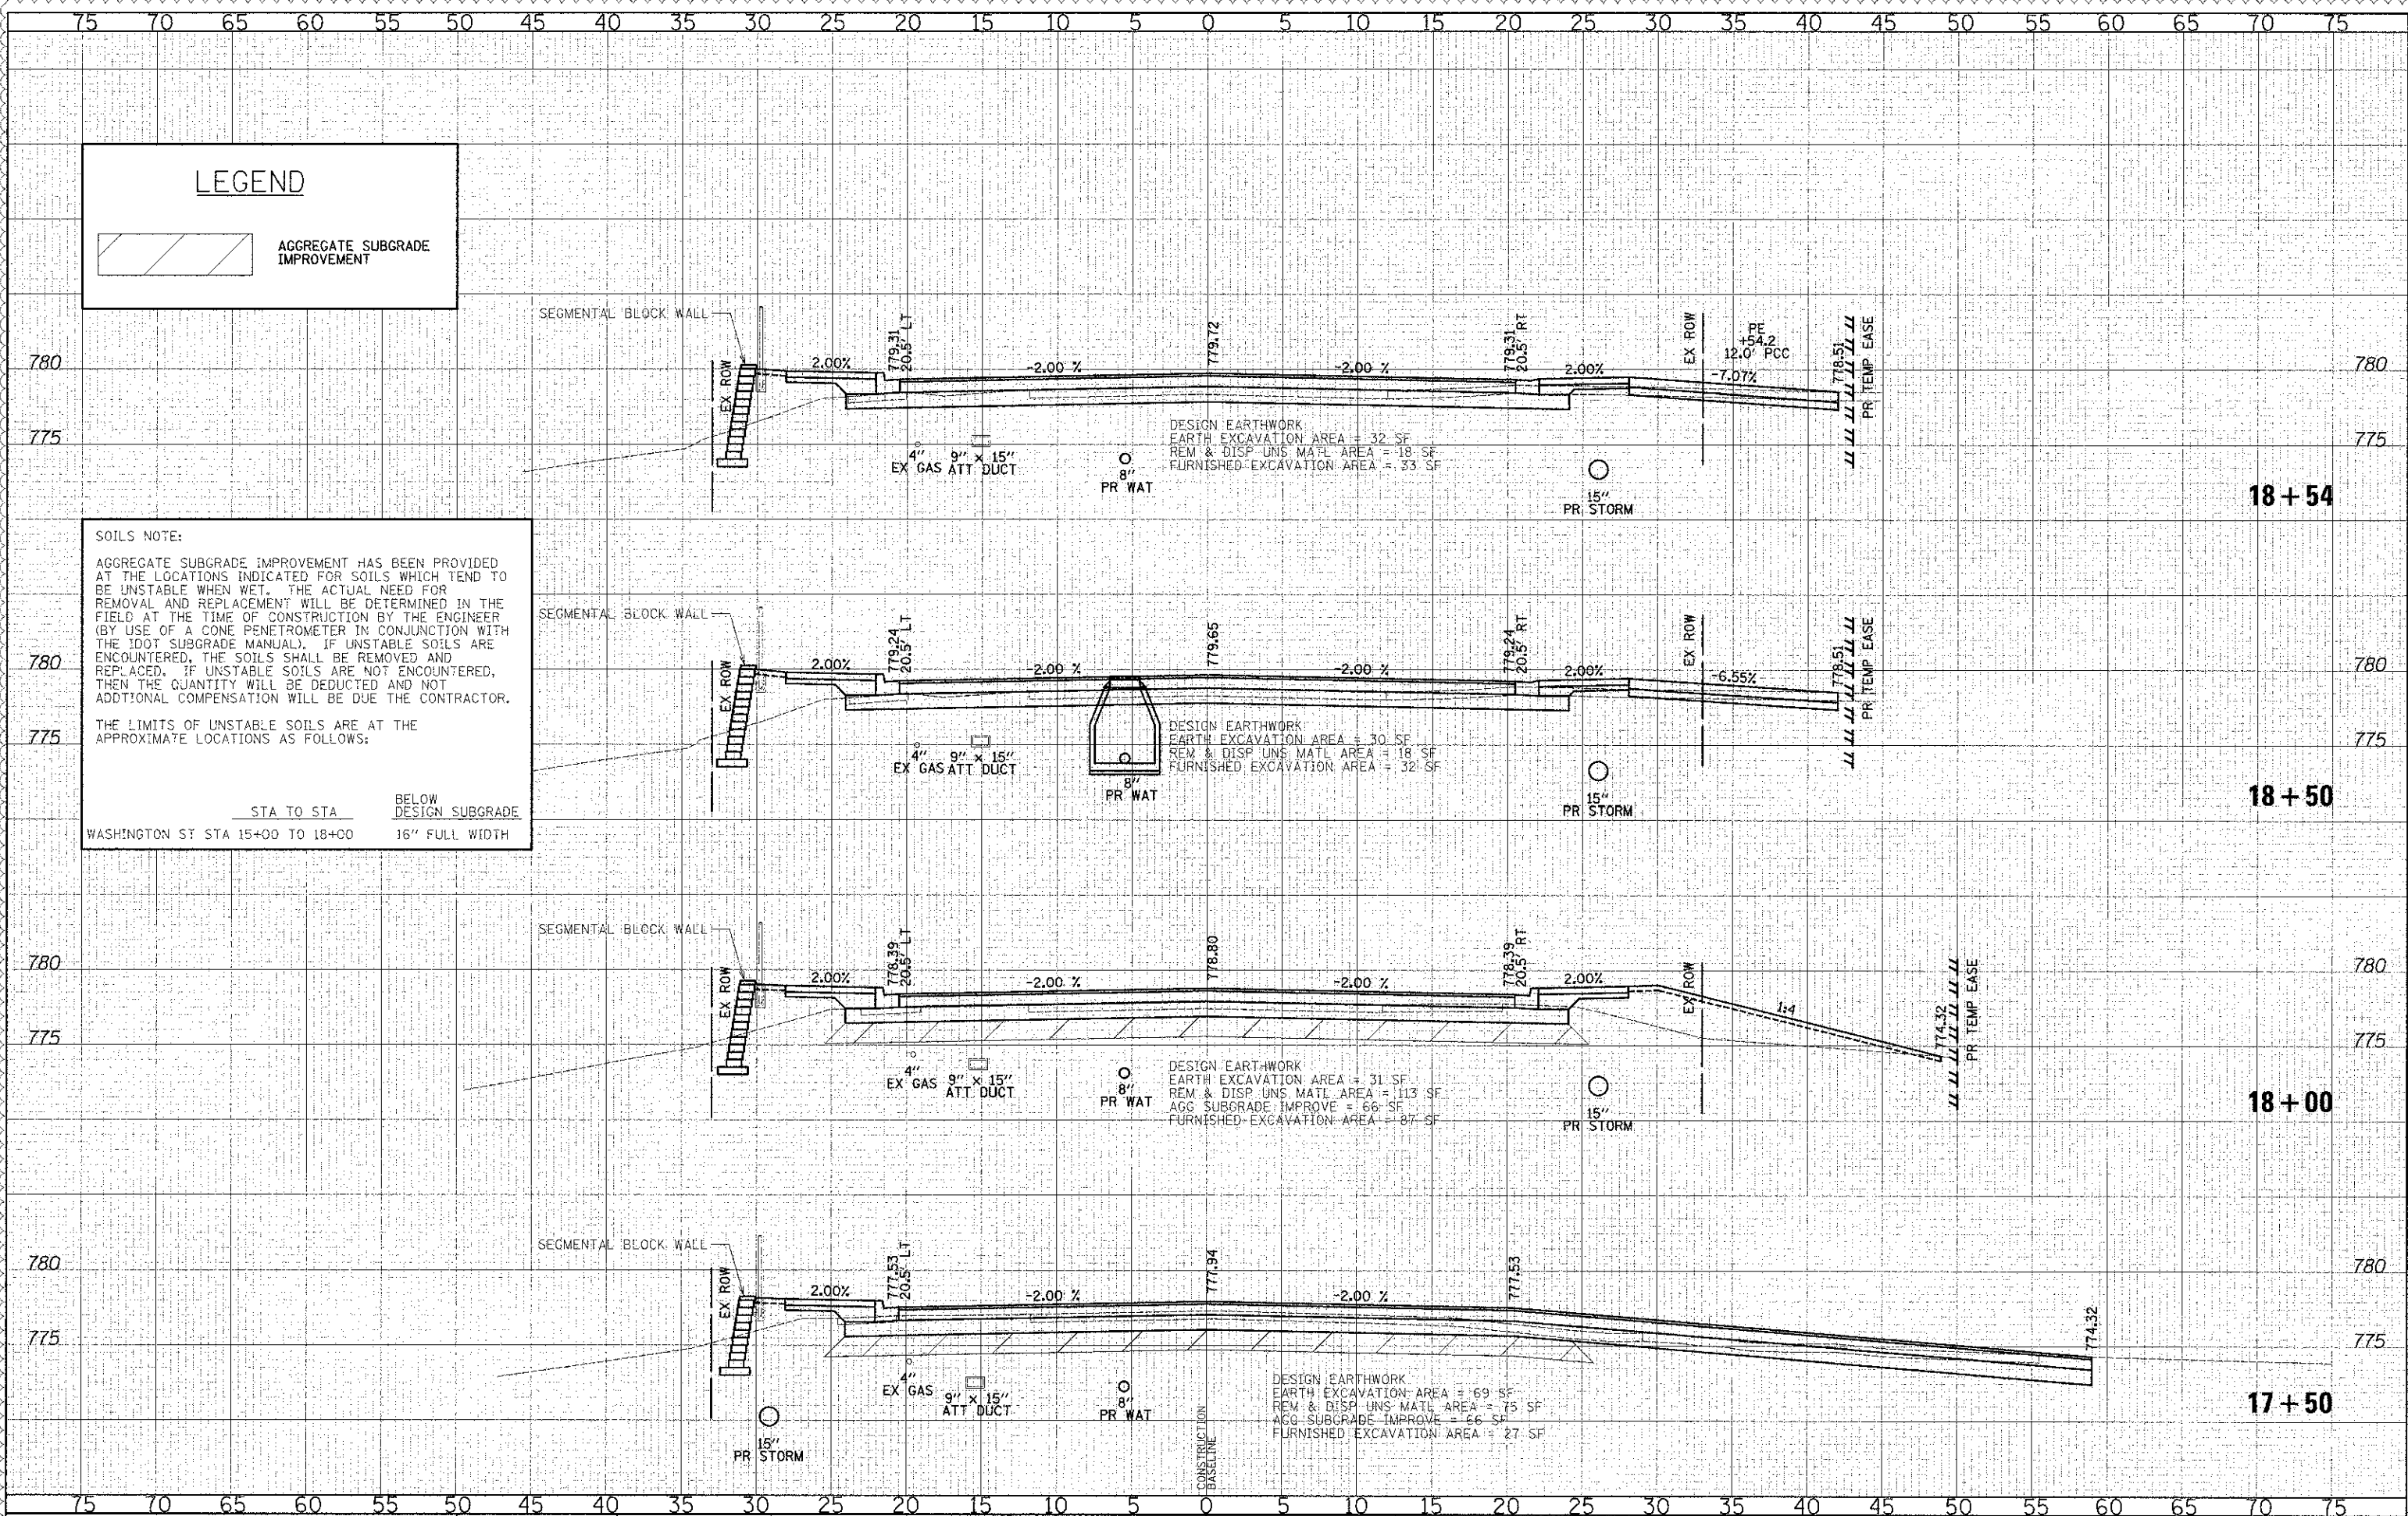 75 70 65 60 55 50 45 40 35 30 25 20 15 10 5 0 5 10 15 20 25 30 35 40 45 50 55 60 65 70 75
LEGEND
AGGREGATE SUBGRADE
IMPROVEMENT
SEGMENTAL BLOCK WALL
EX ROW
2.00%
779.31
20.5' LT
-2.00 %
779.72
-2.00 %
779.31
20.5' RT
2.00%
EX ROW
PE
+54.2
12.0' PCC
-7.07%
778.51
PR TEMP EASE
780
780
775
775
4"
EX GAS
9" X 15"
ATT DUCT
8"
PR WAT
DESIGN EARTHWORK
EARTH EXCAVATION AREA = 32 SF
REM & DISP UNS MATL AREA = 18 SF
FURNISHED EXCAVATION AREA = 33 SF
15"
PR STORM
18+54
SOILS NOTE:
AGGREGATE SUBGRADE IMPROVEMENT HAS BEEN PROVIDED
AT THE LOCATIONS INDICATED FOR SOILS WHICH TEND TO
BE UNSTABLE WHEN WET. THE ACTUAL NEED FOR
REMOVAL AND REPLACEMENT WILL BE DETERMINED IN THE
FIELD AT THE TIME OF CONSTRUCTION BY THE ENGINEER
(BY USE OF A CONE PENETROMETER IN CONJUNCTION WITH
THE IDOT SUBGRADE MANUAL). IF UNSTABLE SOILS ARE
ENCOUNTERED, THE SOILS SHALL BE REMOVED AND
REPLACED. IF UNSTABLE SOILS ARE NOT ENCOUNTERED,
THEN THE QUANTITY WILL BE DEDUCTED AND NOT
ADDTIONAL COMPENSATION WILL BE DUE THE CONTRACTOR.
THE LIMITS OF UNSTABLE SOILS ARE AT THE
APPROXIMATE LOCATIONS AS FOLLOWS:
STA TO STA
BELOW
DESIGN SUBGRADE
WASHINGTON ST STA 15+00 TO 18+00 16" FULL WIDTH
SEGMENTAL BLOCK WALL
EX ROW
2.00%
779.24
20.5' LT
-2.00 %
779.65
-2.00 %
779.24
20.5' RT
2.00%
EX ROW
-6.55%
778.51
PR TEMP EASE
780
780
775
775
4"
EX GAS
9" X 15"
ATT DUCT
8"
PR WAT
DESIGN EARTHWORK
EARTH EXCAVATION AREA = 30 SF
REM & DISP UNS MATL AREA = 18 SF
FURNISHED EXCAVATION AREA = 32 SF
15"
PR STORM
18+50
SEGMENTAL BLOCK WALL
EX ROW
2.00%
778.39
20.5' LT
-2.00 %
778.80
-2.00 %
778.39
20.5' RT
2.00%
EX ROW
1:4
774.32
PR TEMP EASE
780
780
775
775
4"
EX GAS
9" X 15"
ATT DUCT
8"
PR WAT
DESIGN EARTHWORK
EARTH EXCAVATION AREA = 31 SF
REM & DISP UNS MATL AREA = 113 SF
AGG SUBGRADE IMPROVE = 66 SF
FURNISHED EXCAVATION AREA = 87 SF
15"
PR STORM
18+00
SEGMENTAL BLOCK WALL
EX ROW
2.00%
777.53
20.5' LT
-2.00 %
777.94
-2.00 %
777.53
774.32
780
780
775
775
4"
EX GAS
9" X 15"
ATT DUCT
8"
PR WAT
15"
PR STORM
CONSTRUCTION
BASELINE
DESIGN EARTHWORK
EARTH EXCAVATION AREA = 69 SF
REM & DISP UNS MATL AREA = 75 SF
AGG SUBGRADE IMPROVE = 66 SF
FURNISHED EXCAVATION AREA = 27 SF
17+50
75 70 65 60 55 50 45 40 35 30 25 20 15 10 5 0 5 10 15 20 25 30 35 40 45 50 55 60 65 70 75